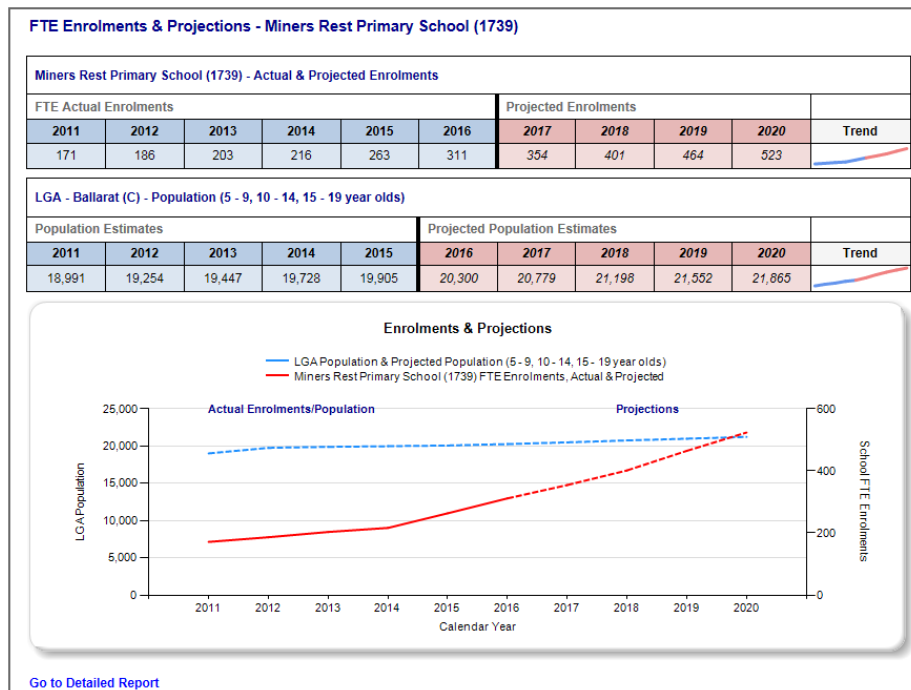 FTE Enrolments & Projections - Miners Rest Primary School (1739)
Miners Rest Primary School (1739) - Actual & Projected Enrolments
FTE Actual Enrolments Projected Enrolments
2011 2012 2013 2014 2015 2016 2017 2018 2019 2020 Trend
171 186 203 216 263 311 354 401 464 523
LGA - Ballarat (C) - Population (5 - 9, 10 - 14, 15 - 19 year olds)
Population Estimates Projected Population Estimates
2011 2012 2013 2014 2015 2016 2017 2018 2019 2020 Trend
18,991 19,254 19,447 19,728 19,905 20,300 20,779 21,198 21,552 21,865
Enrolments & Projections
LGA Population & Projected Population (5 - 9, 10 - 14, 15 - 19 year olds)
Miners Rest Primary School (1739) FTE Enrolments, Actual & Projected
Actual Enrolments/Population Projections
25,000 600
20,000
15,000 400
10,000
5,000 200
0 0
LGA Population
School FTE Enrolments
2011 2012 2013 2014 2015 2016 2017 2018 2019 2020
Calendar Year
Go to Detailed Report